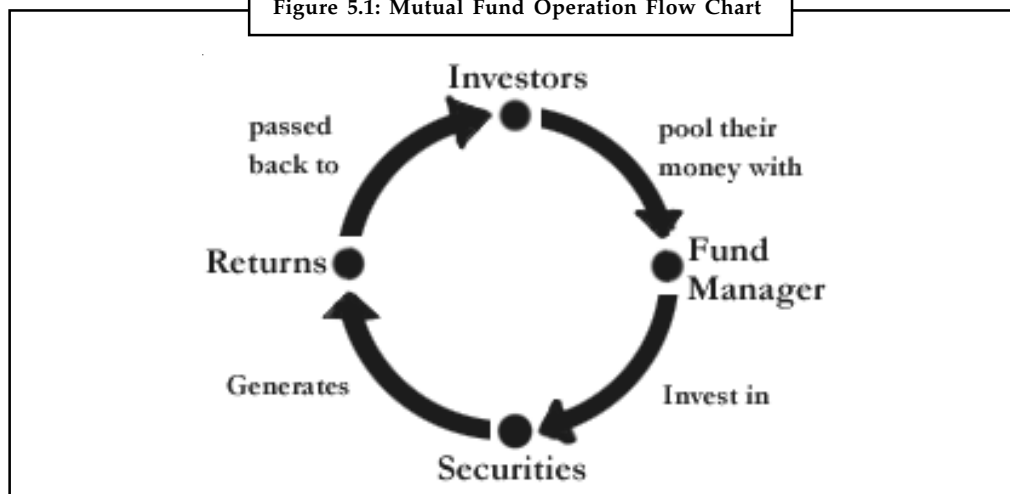 Figure 5.1: Mutual Fund Operation Flow Chart
Investors
pool their
money with
Fund
Manager
Invest in
Securities
Generates
Returns
passed
back to